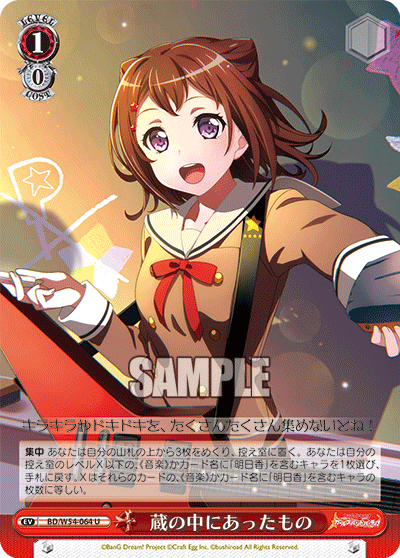 LEVEL
1
0
COST
SAMPLE
キラキラやドキドキを、たくさんたくさん集めないとね!
集中 あなたは自分の山札の上から3枚をめくり、控え室に置く。あなたは自分の
控え室のレベルX以下の、《音楽》かカード名に「明日香」を含むキャラを1枚選び、
手札に戻す。Xはそれらのカードの、《音楽》かカード名に「明日香」を含むキャラの
枚数に等しい。
EV BD/W54-064 U 蔵の中にあったもの
©BanG Dream! Project ©Craft Egg Inc. ©bushiroad All Rights Reserved.